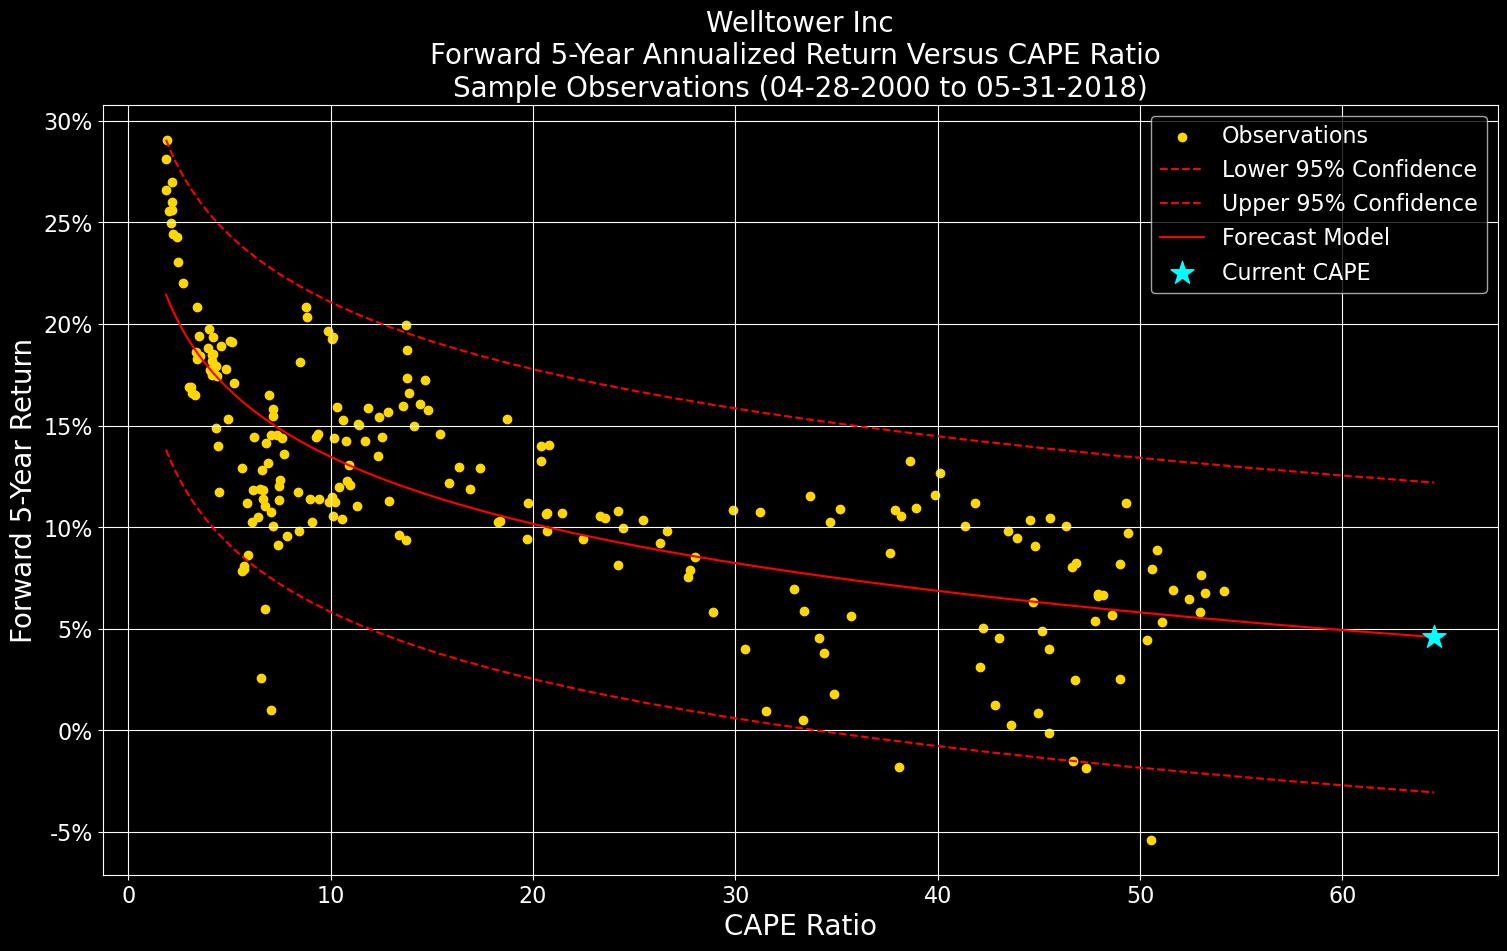 Welltower Inc
Forward 5-Year Annualized Return Versus CAPE Ratio
Sample Observations (04-28-2000 to 05-31-2018)
Observations
Lower 95% Confidence
Upper 95% Confidence
Forecast Model
Current CAPE
Forward 5-Year Return
30%
25%
20%
15%
10%
5%
0%
-5%
0 10 20 30 40 50 60
CAPE Ratio